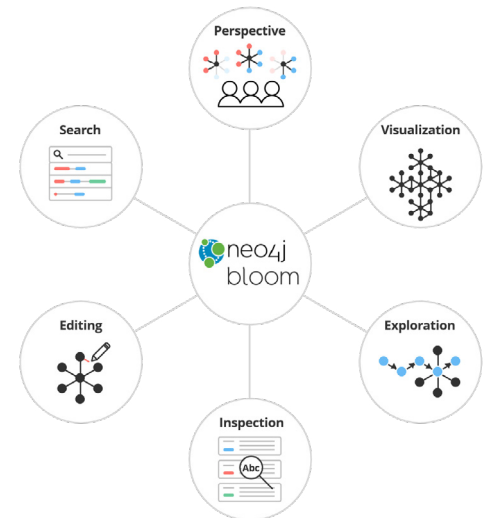 Perspective
Search
Visualization
neo4j
bloom
Editing
Exploration
Inspection
Abc